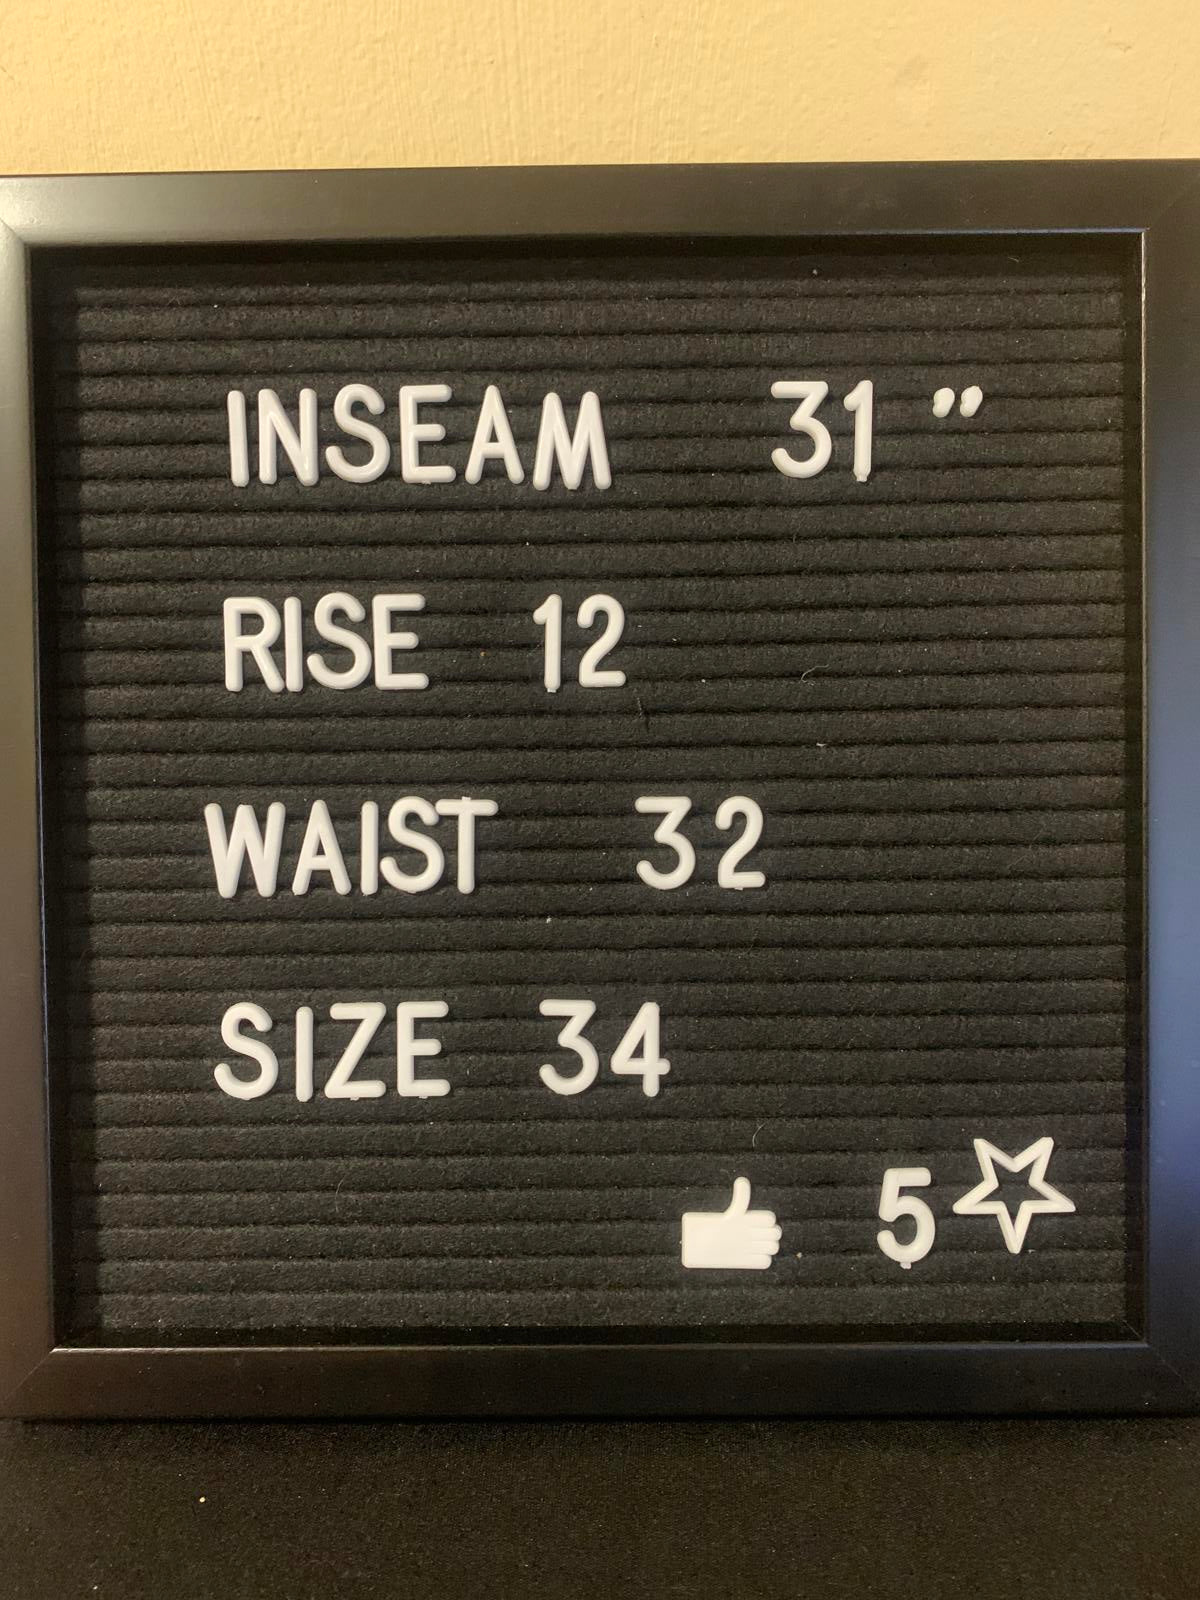 INSEAM 31 ”
RISE 12
WAIST 32
SIZE 34
5